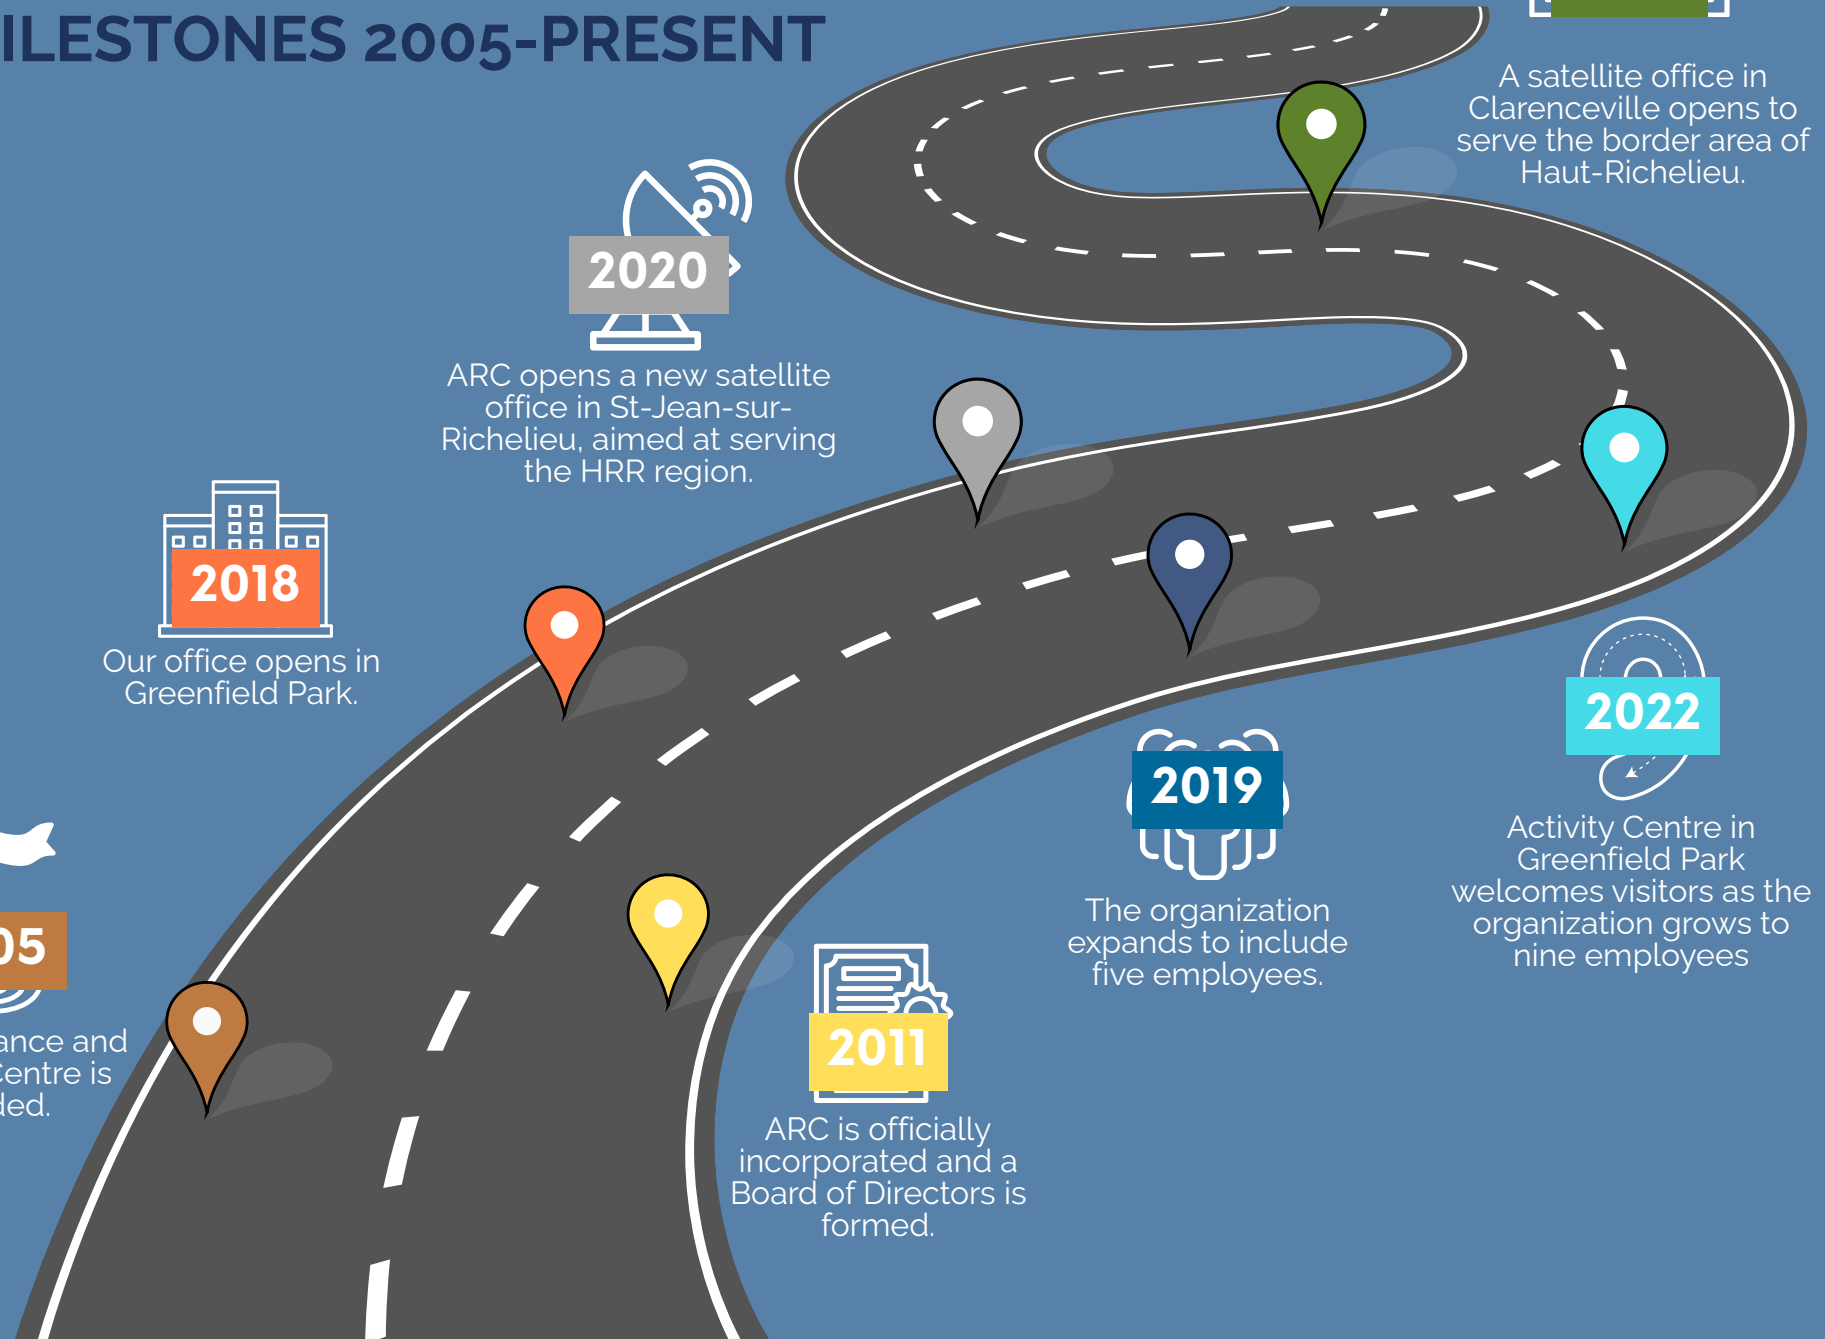 ILESTONES 2005-PRESENT
A satellite office in
Clarenceville opens to
serve the border area of
Haut-Richelieu.
2020
ARC opens a new satellite
office in St-Jean-sur-
Richelieu, aimed at serving
the HRR region.
2018
Our office opens in
Greenfield Park.
2022
Activity Centre in
Greenfield Park
welcomes visitors as the
organization grows to
nine employees
2019
The organization
expands to include
five employees.
05
ance and
Centre is
ded.
2011
ARC is officially
incorporated and a
Board of Directors is
formed.